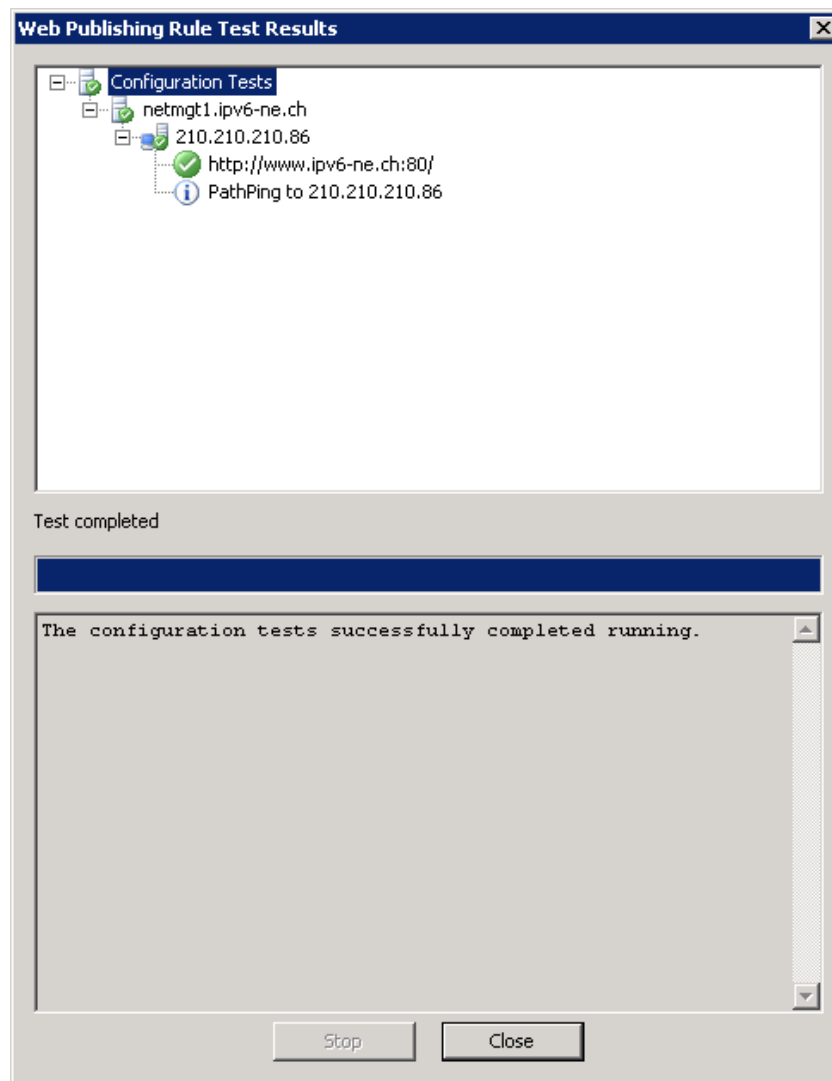 Web Publishing Rule Test Results
Configuration Tests
netmgt1.ipv6-ne.ch
210.210.210.86
http://www.ipv6-ne.ch:80/
PathPing to 210.210.210.86
Test completed
The configuration tests successfully completed running.
Stop Close